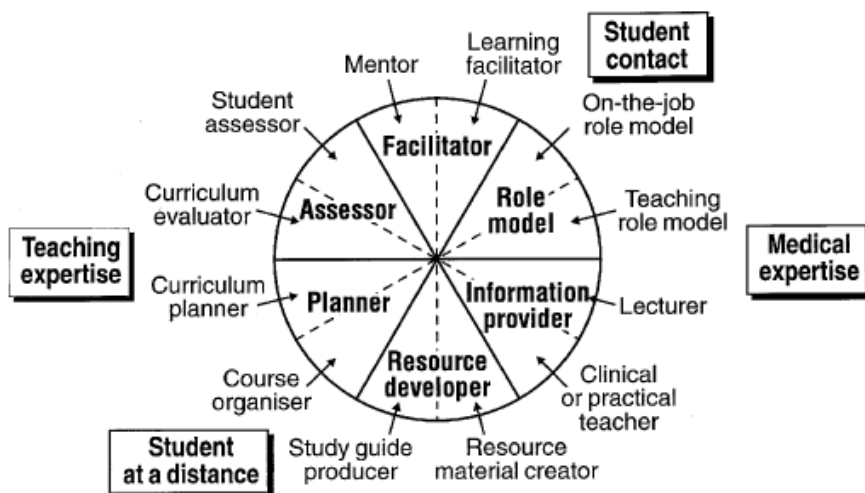 Student
contact
Learning
facilitator
Mentor
Student
assessor
On-the-job
role model
Facilitator
Curriculum
evaluator
Assessor
Role
model
Teaching
role model
Teaching
expertise
Medical
expertise
Curriculum
planner
Planner
Information
provider
Lecturer
Resource
developer
Course
organiser
Clinical
or practical
teacher
Student
at a distance
Study guide
producer
Resource
material creator